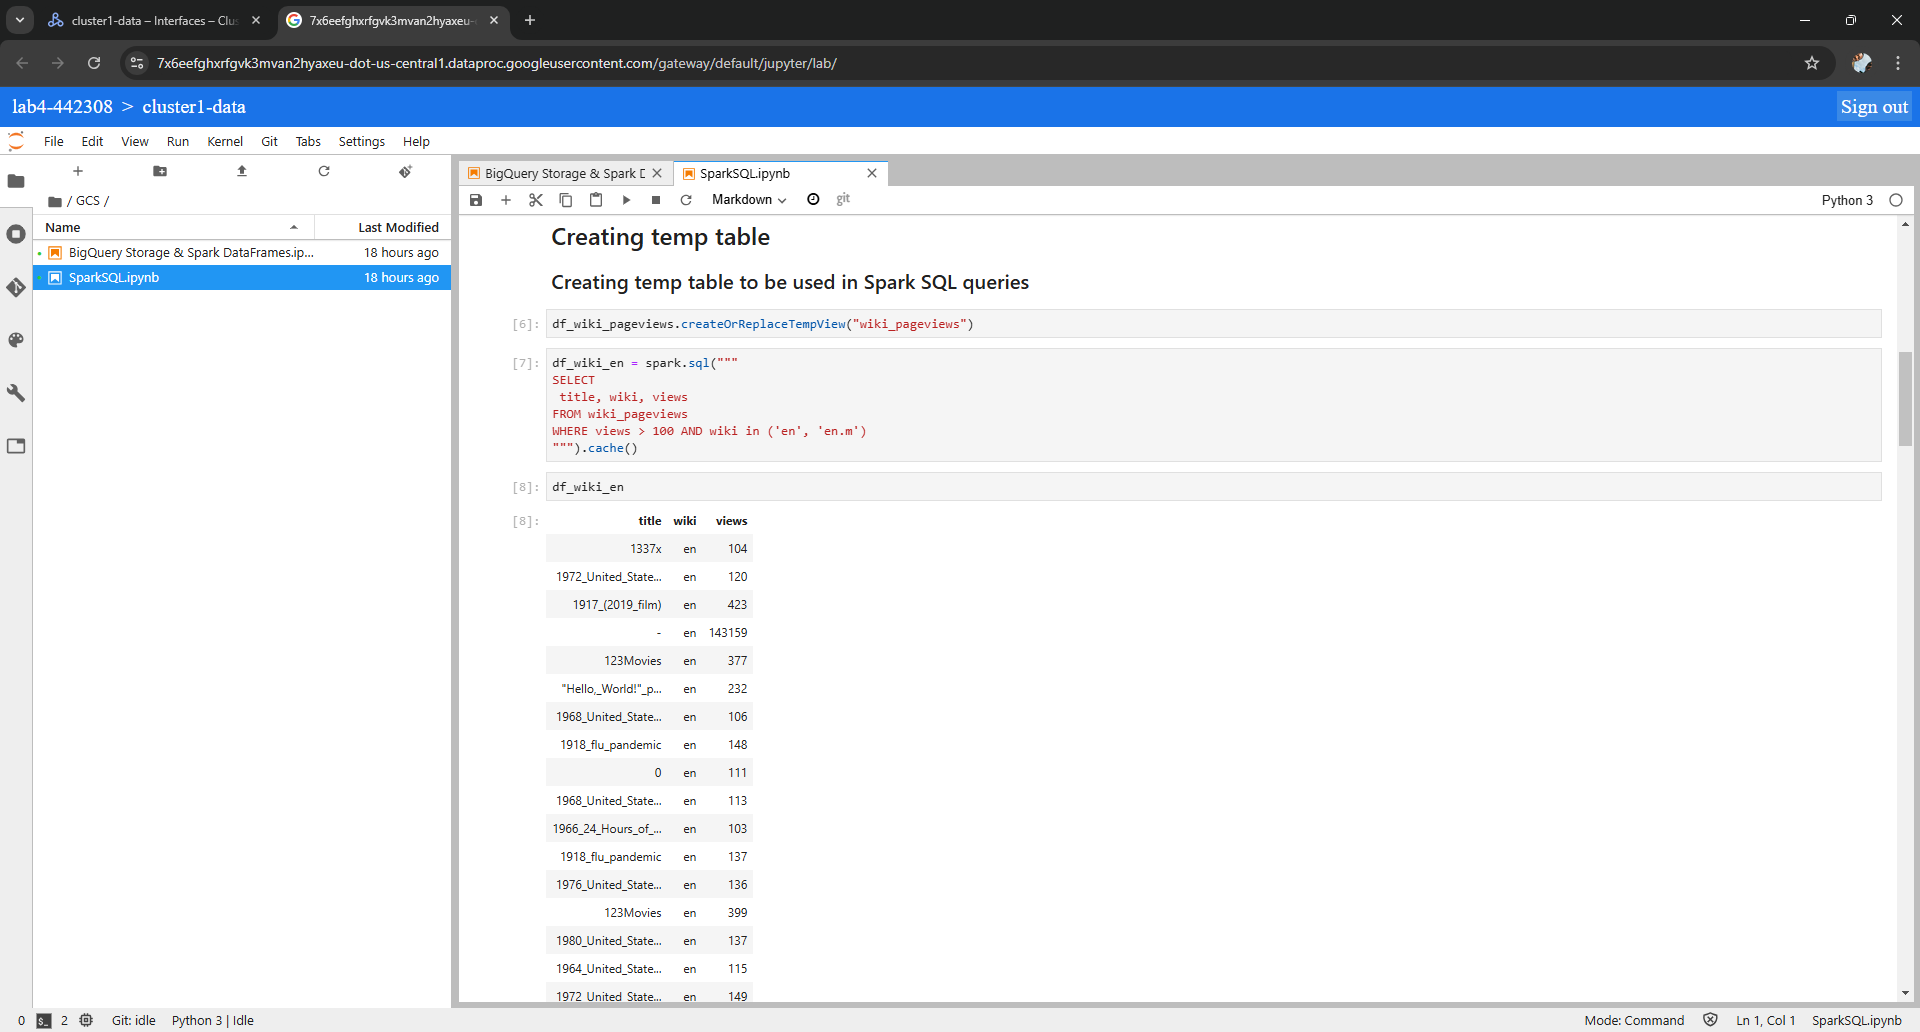 cluster1-data – Interfaces – Clus
7x6eefghxrfgvk3mvan2hyaxeu-
7x6eefghxrfgvk3mvan2hyaxeu-dot-us-central1.dataproc.googleusercontent.com/gateway/default/jupyter/lab/
lab4-442308 > cluster1-data
Sign out
File Edit View Run Kernel Git Tabs Settings Help
/ GCS /
Name Last Modified
BigQuery Storage & Spark DataFrames.ip... 18 hours ago
SparkSQL.ipynb 18 hours ago
BigQuery Storage & Spark D
SparkSQL.ipynb
Markdown git Python 3
Creating temp table
Creating temp table to be used in Spark SQL queries
[6]: df_wiki_pageviews.createOrReplaceTempView("wiki_pageviews")
[7]: df_wiki_en = spark.sql("""
SELECT
title, wiki, views
FROM wiki_pageviews
WHERE views > 100 AND wiki in ('en', 'en.m')
""").cache()
[8]: df_wiki_en
[8]: title wiki views
1337x en 104
1972_United_State... en 120
1917_(2019_film) en 423
- en 143159
123Movies en 377
"Hello,_World!"_p... en 232
1968_United_State... en 106
1918_flu_pandemic en 148
0 en 111
1968_United_State... en 113
1966_24_Hours_of_... en 103
1918_flu_pandemic en 137
1976_United_State... en 136
123Movies en 399
1980_United_State... en 137
1964_United_State... en 115
1972_United_State... en 149
0 $_ 2 Git: idle Python 3 | Idle
Mode: Command Ln 1, Col 1 SparkSQL.ipynb